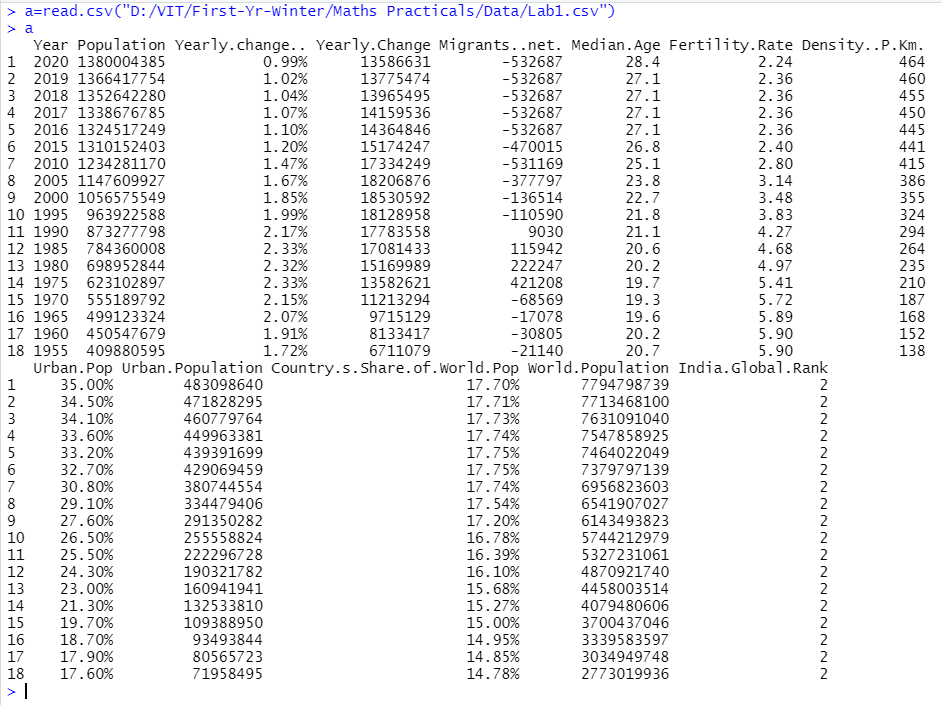 > a=read.csv("D:/VIT/First-Yr-Winter/Maths Practicals/Data/Lab1.csv")
> a
   Year Population Yearly.change.. Yearly.Change Migrants..net. Median.Age Fertility.Rate Density..P.Km.
1  2020 1380004385           0.99%      13586631        -532687       28.4           2.24            464
2  2019 1366417754           1.02%      13775474        -532687       27.1           2.36            460
3  2018 1352642280           1.04%      13965495        -532687       27.1           2.36            455
4  2017 1338676785           1.07%      14159536        -532687       27.1           2.36            450
5  2016 1324517249           1.10%      14364846        -532687       27.1           2.36            445
6  2015 1310152403           1.20%      15174247        -470015       26.8           2.40            441
7  2010 1234281170           1.47%      17334249        -531169       25.1           2.80            415
8  2005 1147609927           1.67%      18206876        -377797       23.8           3.14            386
9  2000 1056575549           1.85%      18530592        -136514       22.7           3.48            355
10 1995  963922588           1.99%      18128958        -110590       21.8           3.83            324
11 1990  873277798           2.17%      17783558           9030       21.1           4.27            294
12 1985  784360008           2.33%      17081433         115942       20.6           4.68            264
13 1980  698952844           2.32%      15169989         222247       20.2           4.97            235
14 1975  623102897           2.33%      13582621         421208       19.7           5.41            210
15 1970  555189792           2.15%      11213294         -68569       19.3           5.72            187
16 1965  499123324           2.07%       9715129         -17078       19.6           5.89            168
17 1960  450547679           1.91%       8133417         -30805       20.2           5.90            152
18 1955  409880595           1.72%       6711079         -21140       20.7           5.90            138
   Urban.Pop Urban.Population Country.s.Share.of.World.Pop World.Population India.Global.Rank
1     35.00%        483098640                       17.70%       7794798739                 2
2     34.50%        471828295                       17.71%       7713468100                 2
3     34.10%        460779764                       17.73%       7631091040                 2
4     33.60%        449963381                       17.74%       7547858925                 2
5     33.20%        439391699                       17.75%       7464022049                 2
6     32.70%        429069459                       17.75%       7379797139                 2
7     30.80%        380744554                       17.74%       6956823603                 2
8     29.10%        334479406                       17.54%       6541907027                 2
9     27.60%        291350282                       17.20%       6143493823                 2
10    26.50%        255558824                       16.78%       5744212979                 2
11    25.50%        222296728                       16.39%       5327231061                 2
12    24.30%        190321782                       16.10%       4870921740                 2
13    23.00%        160941941                       15.68%       4458003514                 2
14    21.30%        132533810                       15.27%       4079480606                 2
15    19.70%        109388950                       15.00%       3700437046                 2
16    18.70%         93493844                       14.95%       3339583597                 2
17    17.90%         80565723                       14.85%       3034949748                 2
18    17.60%         71958495                       14.78%       2773019936                 2
>